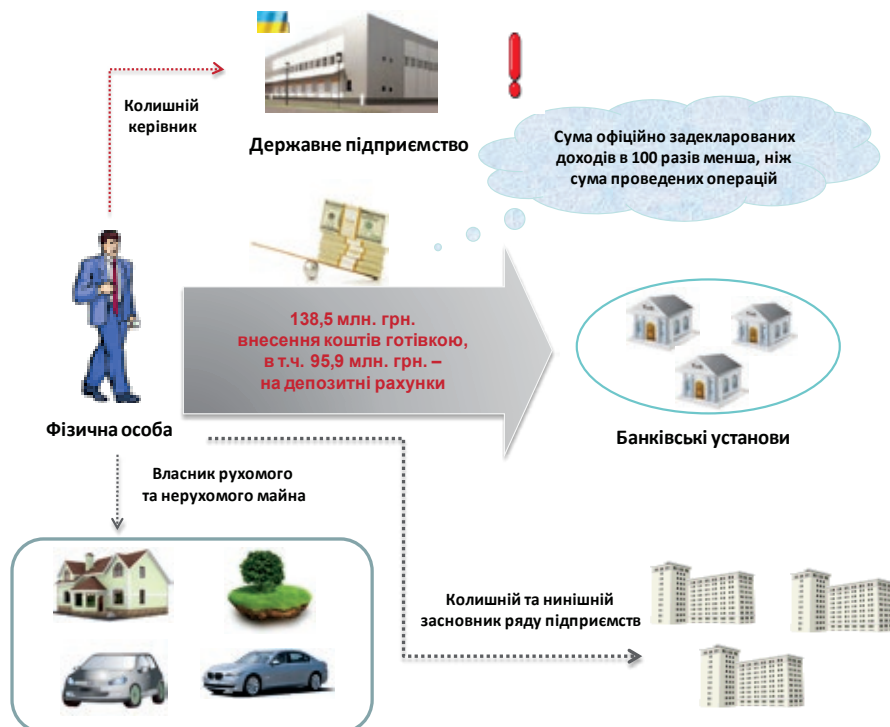 Колишній
керівник
Державне підприємство
Сума офіційно задекларованих
доходів в 100 разів менша, ніж
сума проведених операцій
138,5 млн. грн.
внесення коштів готівкою,
в т.ч. 95,9 млн. грн. –
на депозитні рахунки
Фізична особа
Банківські установи
Власник рухомого
та нерухомого майна
Колишній та нинішній
засновник ряду підприємств